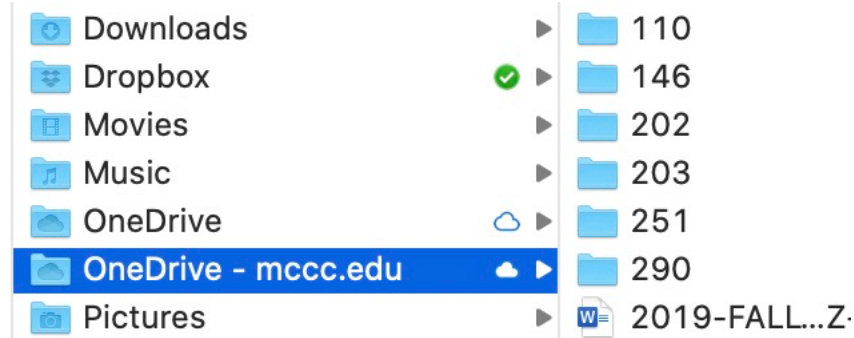 Downloads
Dropbox
Movies
Music
OneDrive
OneDrive - mccc.edu
Pictures
110
146
202
203
251
290
W 2019-FALL...Z-